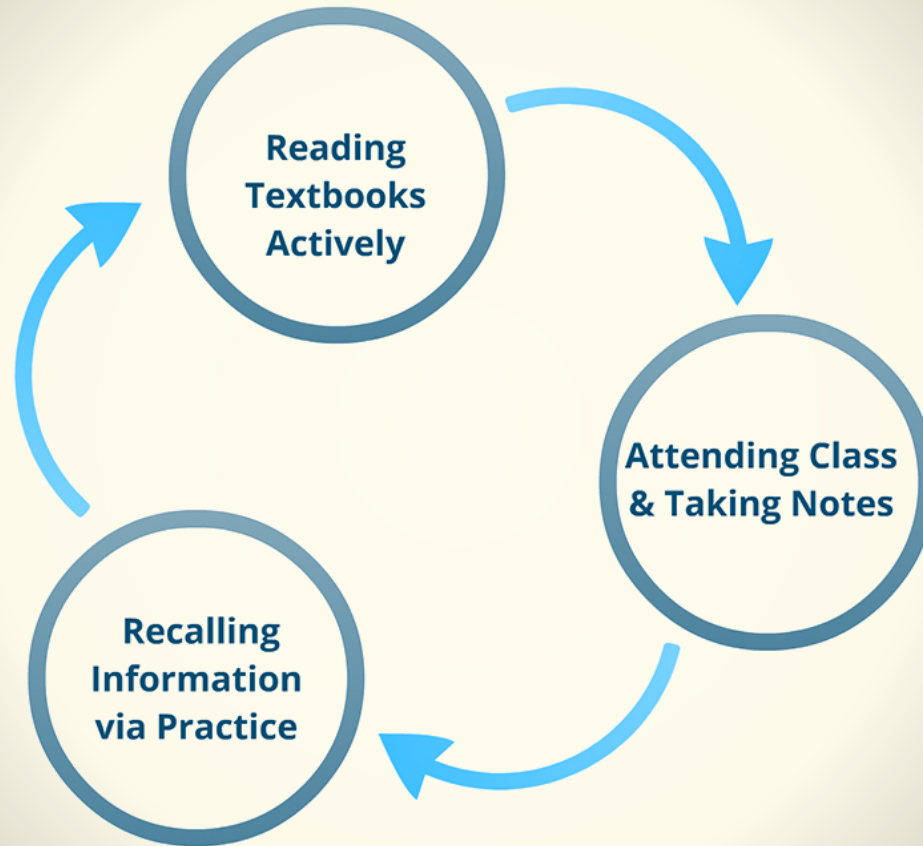 Reading
Textbooks
Actively
Attending Class
& Taking Notes
Recalling
Information
via Practice